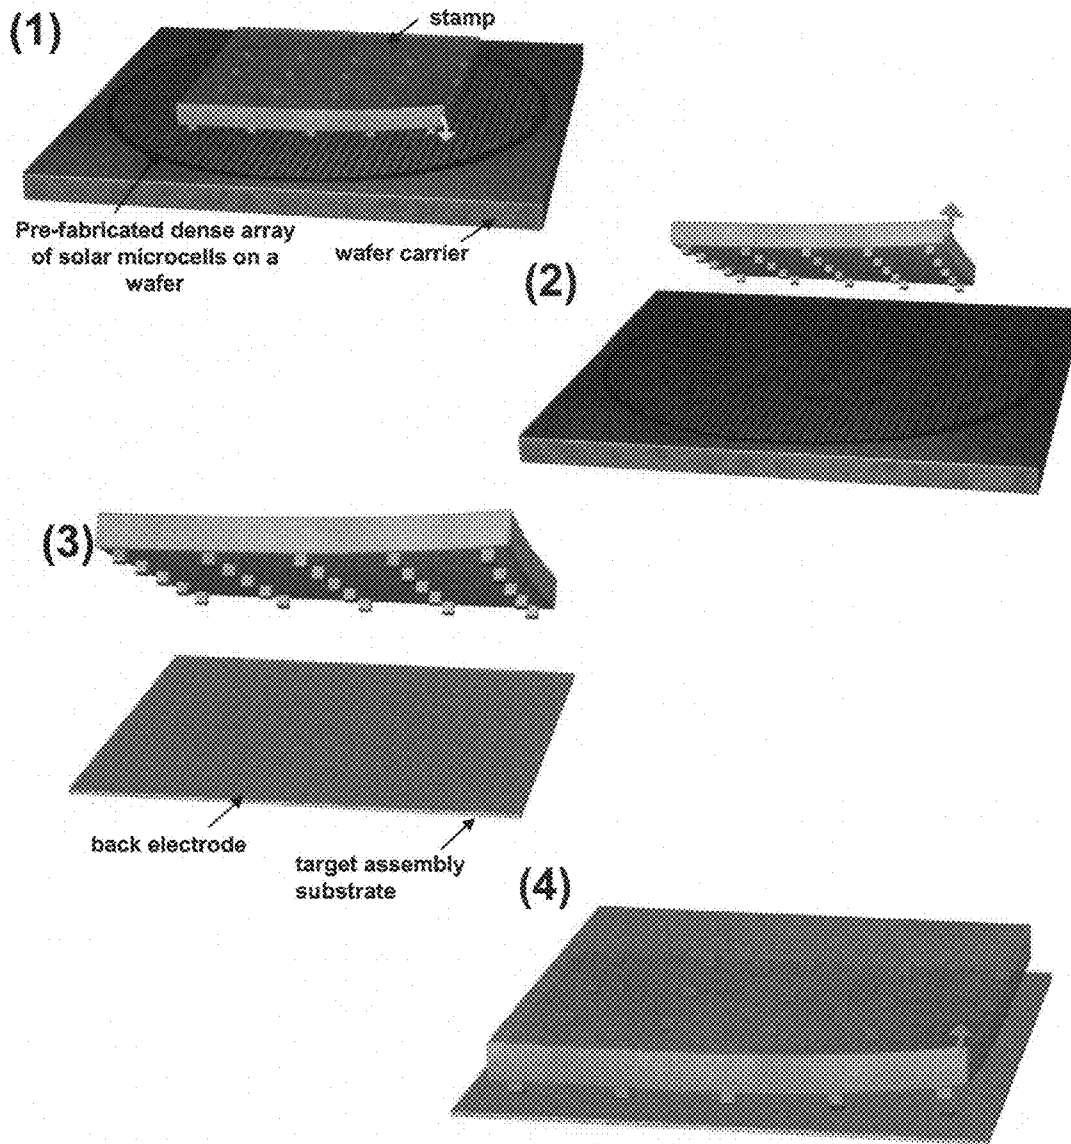 (1)
stamp
Pre-fabricated dense array
of solar microcells on a
wafer
wafer carrier
(2)
(3)
back electrode
target assembly
substrate
(4)